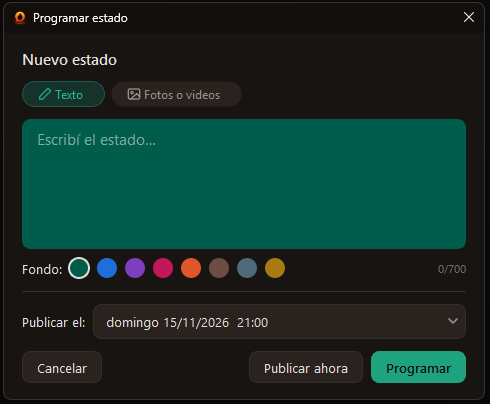 Programar estado
Nuevo estado
Texto
Fotos o videos
Escribí el estado...
Fondo:
0/700
Publicar el:
domingo 15/11/2026 21:00
Cancelar
Publicar ahora
Programar